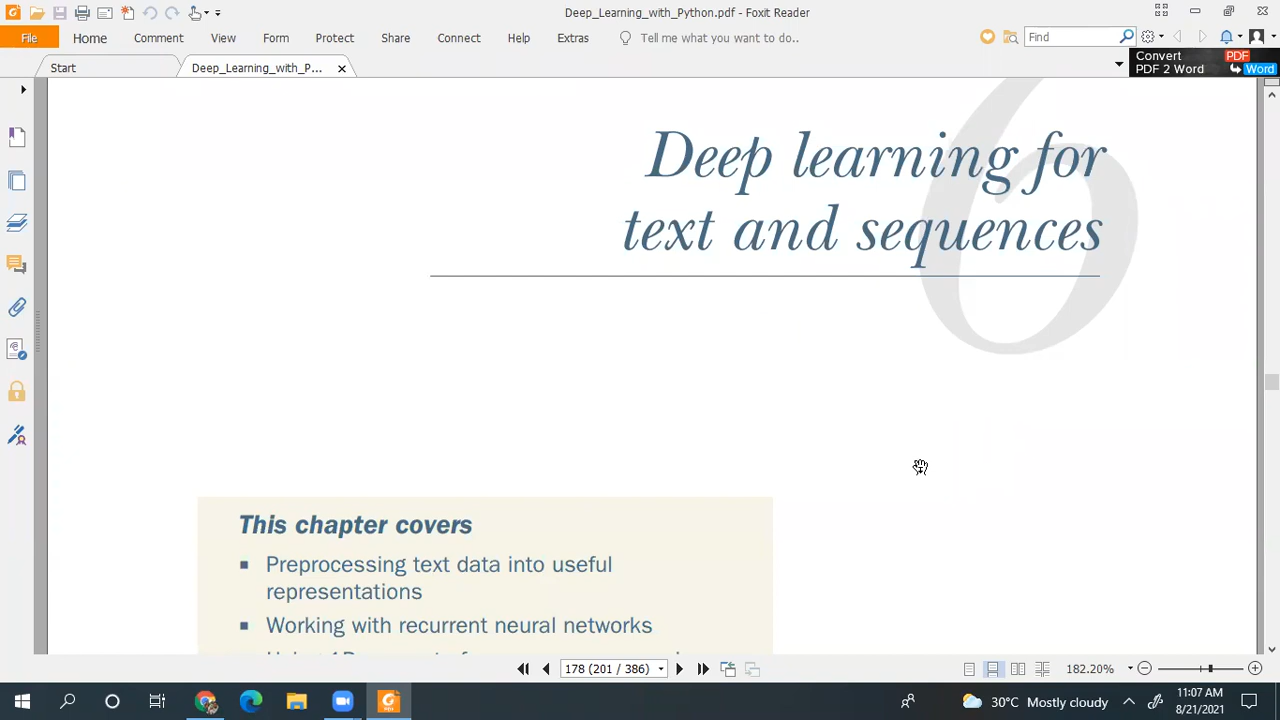 Deep_Learning_with_Python.pdf - Foxit Reader
File Home Comment View Form Protect Share Connect Help Extras Tell me what you want to do.. Find
Start Deep_Learning_with_P... Convert PDF
PDF 2 Word Word
6
Deep learning for
text and sequences
This chapter covers
Preprocessing text data into useful
representations
Working with recurrent neural networks
178 (201 / 386) 182.20%
30°C Mostly cloudy 11:07 AM
8/21/2021